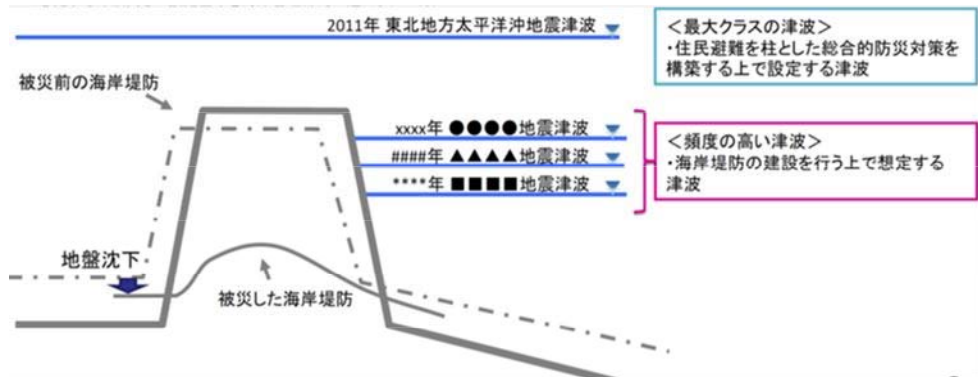 2011年 東北地方太平洋沖地震津波
<最大クラスの津波>
・住民避難を柱とした総合的防災対策を
構築する上で設定する津波
被災前の海岸堤防
xxxx年 ●●●●地震津波
####年 ▲▲▲▲地震津波
****年 ■■■■地震津波
<頻度の高い津波>
・海岸堤防の建設を行う上で想定する
津波
地盤沈下
被災した海岸堤防